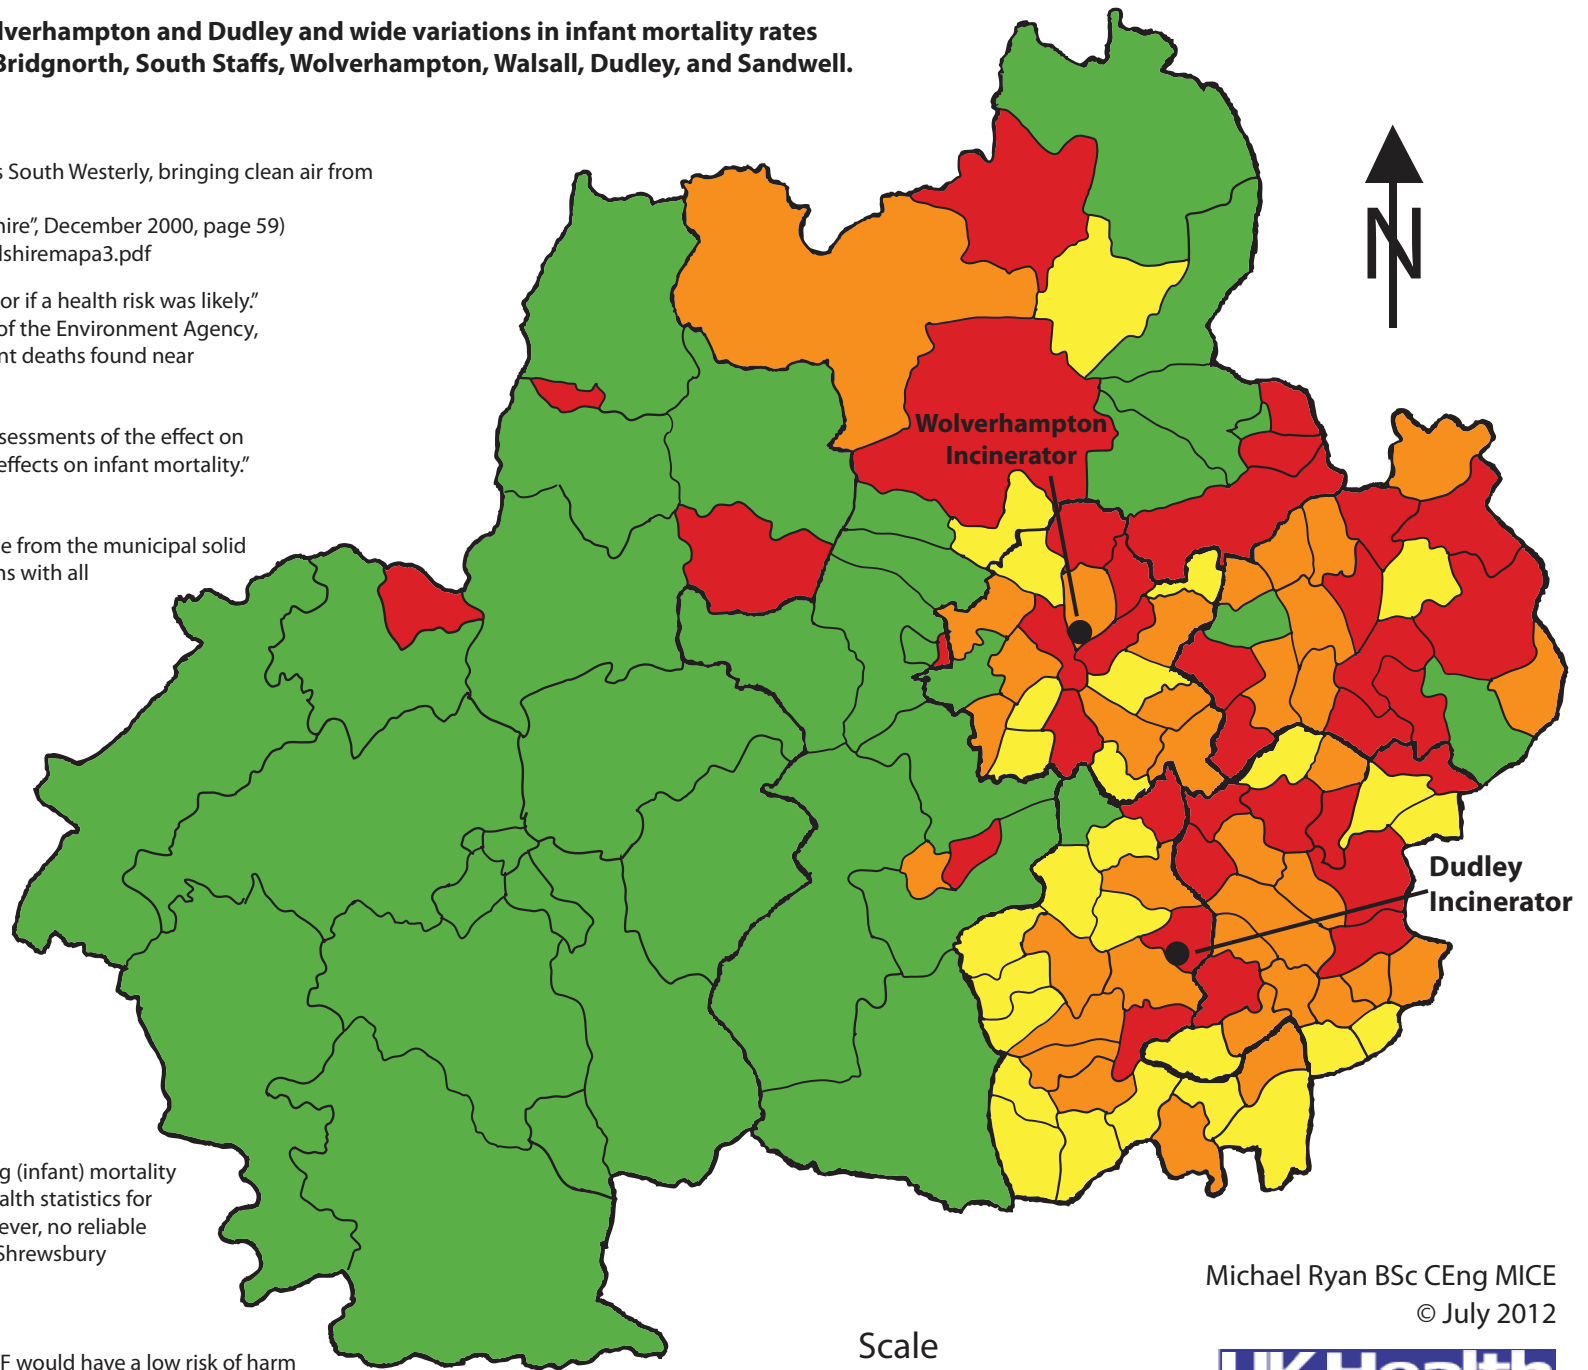 lverhampton and Dudley and wide variations in infant mortality rates
Bridgnorth, South Staffs, Wolverhampton, Walsall, Dudley, and Sandwell.
s South Westerly, bringing clean air from
hire”, December 2000, page 59)
dshiremapa3.pdf
or if a health risk was likely.”
of the Environment Agency,
nt deaths found near
sessments of the effect on
effects on infant mortality.”
e from the municipal solid
ns with all
N
Wolverhampton
Incinerator
Dudley
Incinerator
g (infant) mortality
alth statistics for
ever, no reliable
Shrewsbury
F would have a low risk of harm
Scale
Michael Ryan BSc CEng MICE
© July 2012
UK Health